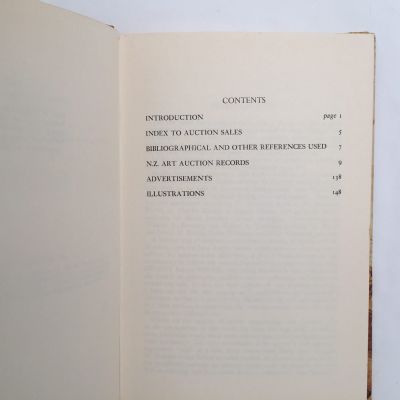 CONTENTS
INTRODUCTION page 1
INDEX TO AUCTION SALES 5
BIBLIOGRAPHICAL AND OTHER REFERENCES USED 7
N.Z. ART AUCTION RECORDS 9
ADVERTISEMENTS 138
ILLUSTRATIONS 148